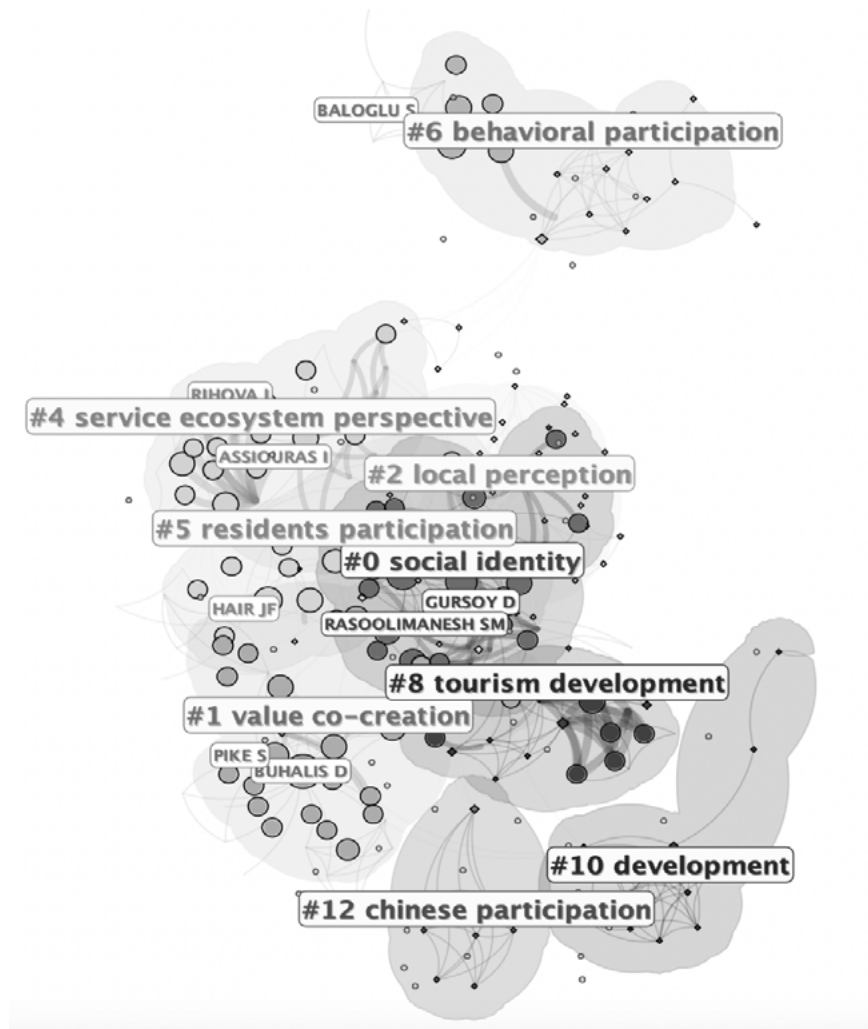 BALOGLU S
#6 behavioral participation
RIHOVA I
#4 service ecosystem perspective
ASSIOURAS I
#2 local perception
#5 residents participation
#0 social identity
GURSOY D
HAIR JF
RASOOLIMANESH SM
#8 tourism development
#1 value co-creation
PIKE S
BUHALIS D
#10 development
#12 chinese participation